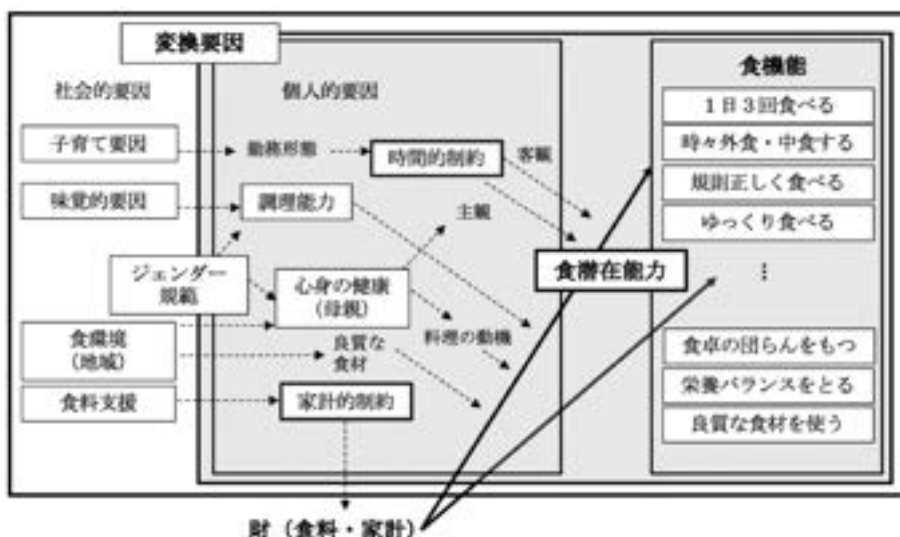 変換要因
社会的要因
個人的要因
食機能
子育て要因
勤務形態
時間的制約
客観
味覚的要因
調理能力
主観
ジェンダー
規範
心身の健康
(母親)
料理の動機
食環境
(地域)
良質な
食材
食料支援
家計的制約
食潜在能力
1日3回食べる
時々外食・中食する
規則正しく食べる
ゆっくり食べる
⋮
食卓の団らんをもつ
栄養バランスをとる
良質な食材を使う
財(食料・家計)